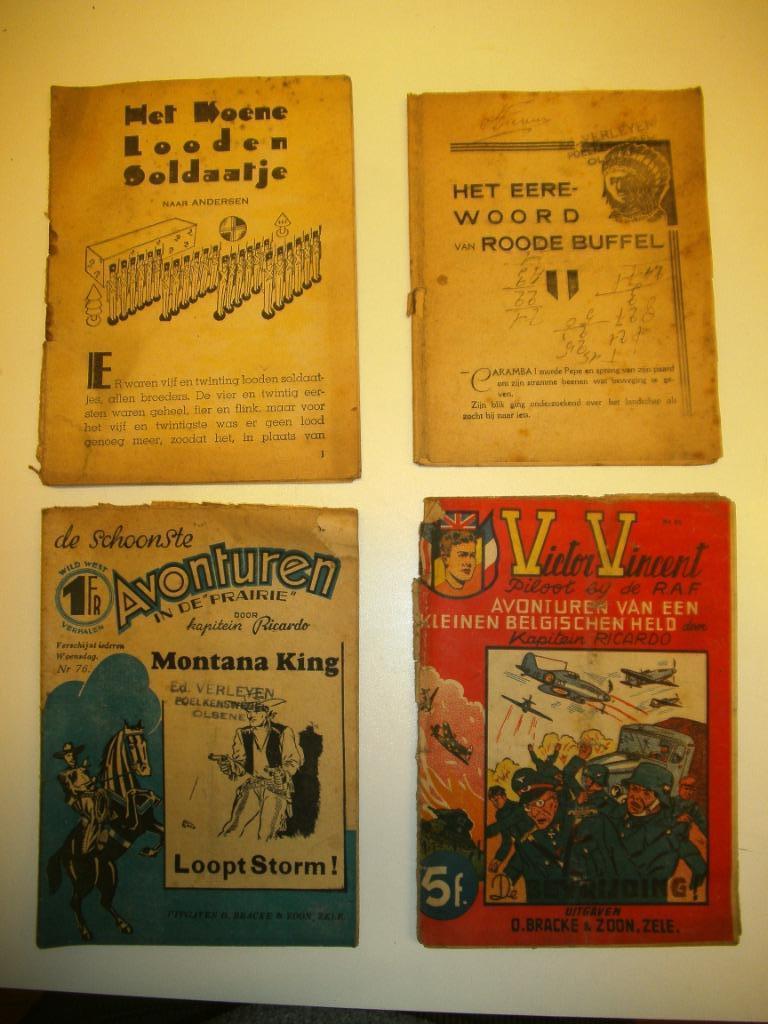 Het Koene
Looden
Soldaatje
NAAR ANDERSEN
ER waren vijf en twinting looden soldaat-
jes, allen broeders. De vier en twintig eer-
sten waren geheel, fier en flink, maar voor
het vijf en twintigste was er geen lood
genoeg meer, zoodat het, in plaats van
ED. VERLEYEN
HET EERE-
WOORD
VAN ROODE BUFFEL
— CARAMBA! murde Pepe en sprong van zijn paard
om zijn stramme beenen wat beweging te ge-
ven.
Zijn blik ging onderzoekend over het landschap als
zocht hij naar iets.
de Schoonste
WILD WEST
1 FR
VERHALEN
Avonturen
IN DE "PRAIRIE"
DOOR
kapitein Ricardo
Verschijnt iederen
Woensdag.
Nr 76.
Montana King
Ed. VERLEYEN
POELKENSWEGEL
OLSENE
Loopt Storm!
UITGAVEN O. BRACKE & ZOON, ZELE.
Victor Vincent
Piloot bij de R.A.F
AVONTUREN VAN EEN
KLEINEN BELGISCHEN HELD door
Kapitein RICARDO
5f.
De BEVRIJDING!
UITGAVEN
O. BRACKE & ZOON, ZELE.